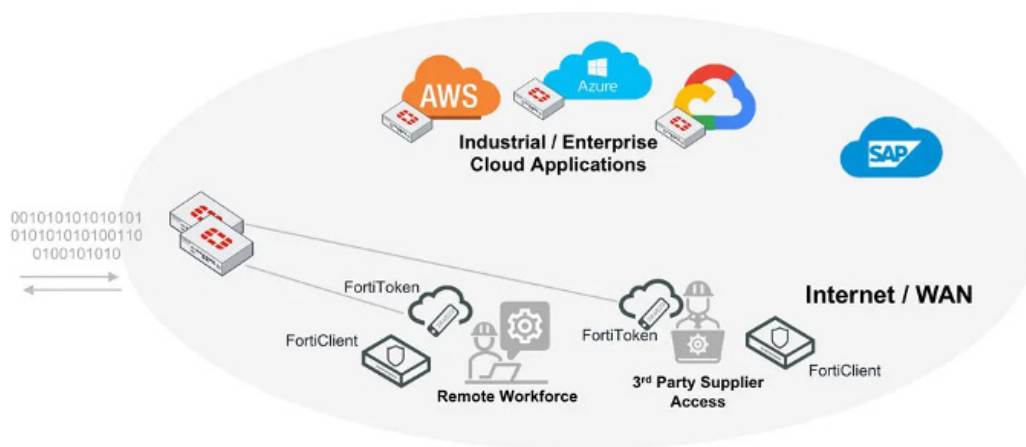 AWS
Azure
Industrial / Enterprise
Cloud Applications
SAP
001010101010101
010101010100110
0100101010
FortiToken
FortiClient
Remote Workforce
FortiToken
3rd Party Supplier
Access
FortiClient
Internet / WAN